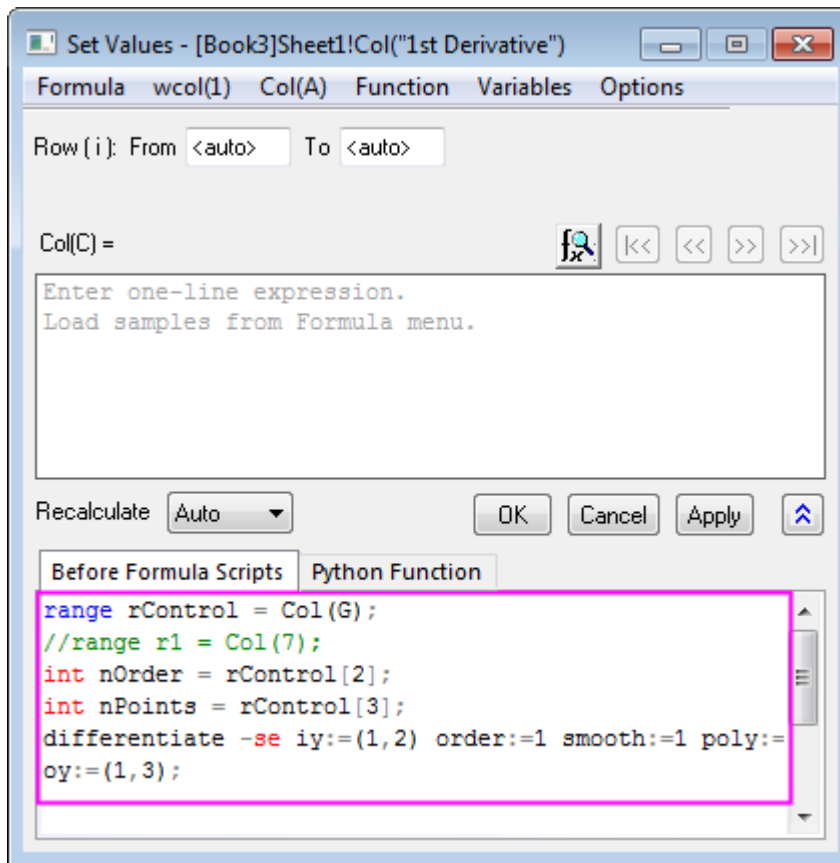 Set Values - [Book3]Sheet1!Col("1st Derivative")
Formula wcol(1) Col(A) Function Variables Options
Row ( i ): From <auto> To <auto>
Col(C) =
|<< << >> >>|
Enter one-line expression.
Load samples from Formula menu.
Recalculate Auto OK Cancel Apply
Before Formula Scripts Python Function
range rControl = Col(G);
//range r1 = Col(7);
int nOrder = rControl[2];
int nPoints = rControl[3];
differentiate -se iy:=(1,2) order:=1 smooth:=1 poly:=
oy:=(1,3);